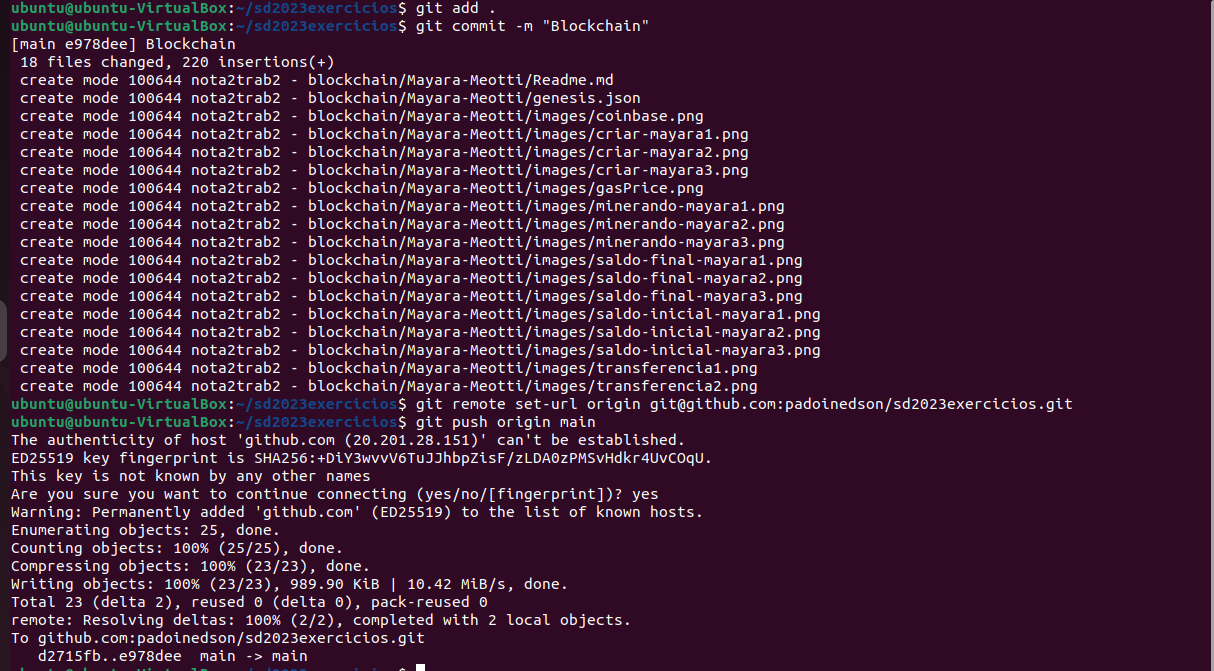 ubuntu@ubuntu-VirtualBox:~/sd2023exercicios$ git add .
ubuntu@ubuntu-VirtualBox:~/sd2023exercicios$ git commit -m "Blockchain"
[main e978dee] Blockchain
 18 files changed, 220 insertions(+)
 create mode 100644 nota2trab2 - blockchain/Mayara-Meotti/Readme.md
 create mode 100644 nota2trab2 - blockchain/Mayara-Meotti/genesis.json
 create mode 100644 nota2trab2 - blockchain/Mayara-Meotti/images/coinbase.png
 create mode 100644 nota2trab2 - blockchain/Mayara-Meotti/images/criar-mayara1.png
 create mode 100644 nota2trab2 - blockchain/Mayara-Meotti/images/criar-mayara2.png
 create mode 100644 nota2trab2 - blockchain/Mayara-Meotti/images/criar-mayara3.png
 create mode 100644 nota2trab2 - blockchain/Mayara-Meotti/images/gasPrice.png
 create mode 100644 nota2trab2 - blockchain/Mayara-Meotti/images/minerando-mayara1.png
 create mode 100644 nota2trab2 - blockchain/Mayara-Meotti/images/minerando-mayara2.png
 create mode 100644 nota2trab2 - blockchain/Mayara-Meotti/images/minerando-mayara3.png
 create mode 100644 nota2trab2 - blockchain/Mayara-Meotti/images/saldo-final-mayara1.png
 create mode 100644 nota2trab2 - blockchain/Mayara-Meotti/images/saldo-final-mayara2.png
 create mode 100644 nota2trab2 - blockchain/Mayara-Meotti/images/saldo-final-mayara3.png
 create mode 100644 nota2trab2 - blockchain/Mayara-Meotti/images/saldo-inicial-mayara1.png
 create mode 100644 nota2trab2 - blockchain/Mayara-Meotti/images/saldo-inicial-mayara2.png
 create mode 100644 nota2trab2 - blockchain/Mayara-Meotti/images/saldo-inicial-mayara3.png
 create mode 100644 nota2trab2 - blockchain/Mayara-Meotti/images/transferencia1.png
 create mode 100644 nota2trab2 - blockchain/Mayara-Meotti/images/transferencia2.png
ubuntu@ubuntu-VirtualBox:~/sd2023exercicios$ git remote set-url origin git@github.com:padoinedson/sd2023exercicios.git
ubuntu@ubuntu-VirtualBox:~/sd2023exercicios$ git push origin main
The authenticity of host 'github.com (20.201.28.151)' can't be established.
ED25519 key fingerprint is SHA256:+DiY3wvvV6TuJJhbpZisF/zLDA0zPMSvHdkr4UvCOqU.
This key is not known by any other names
Are you sure you want to continue connecting (yes/no/[fingerprint])? yes
Warning: Permanently added 'github.com' (ED25519) to the list of known hosts.
Enumerating objects: 25, done.
Counting objects: 100% (25/25), done.
Compressing objects: 100% (23/23), done.
Writing objects: 100% (23/23), 989.90 KiB | 10.42 MiB/s, done.
Total 23 (delta 2), reused 0 (delta 0), pack-reused 0
remote: Resolving deltas: 100% (2/2), completed with 2 local objects.
To github.com:padoinedson/sd2023exercicios.git
   d2715fb..e978dee  main -> main
ubuntu@ubuntu-VirtualBox:~/sd2023exercicios$